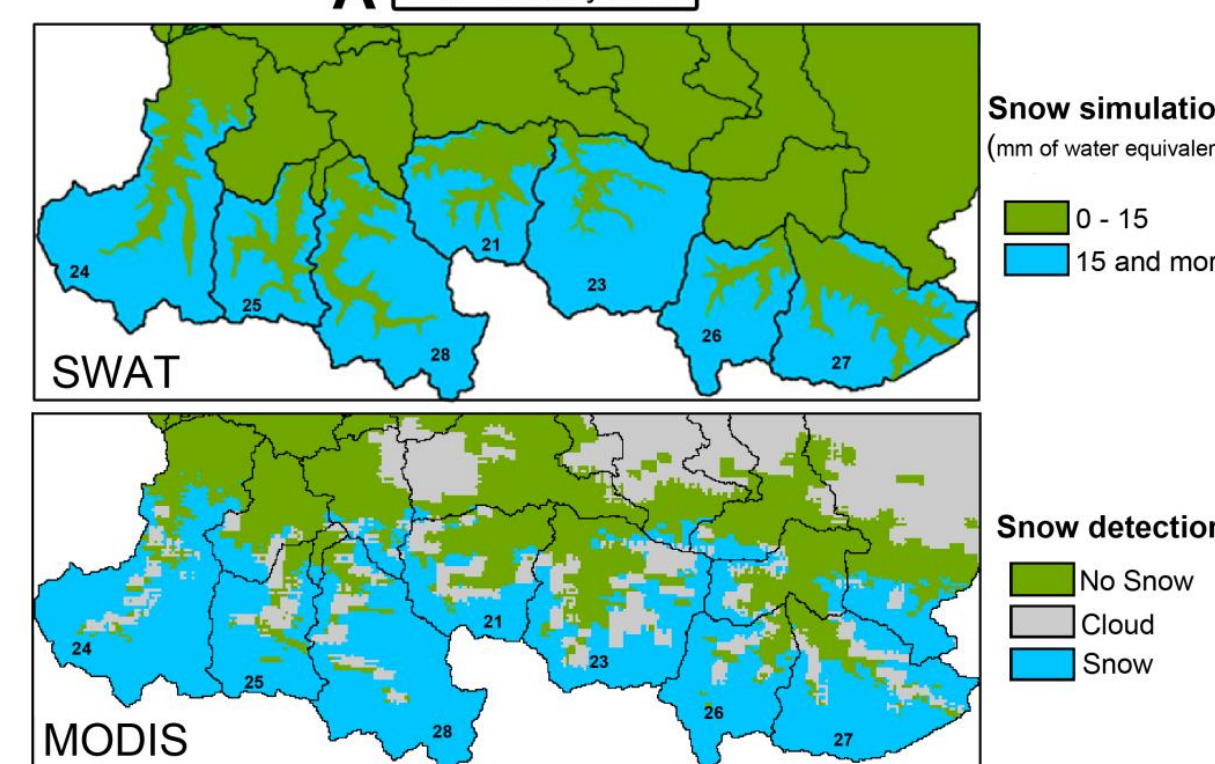 A
Snow simulatio
(mm of water equivalen
0 - 15
15 and mor
24
25
28
21
23
26
27
SWAT
Snow detection
No Snow
Cloud
Snow
24
25
28
21
23
26
27
MODIS